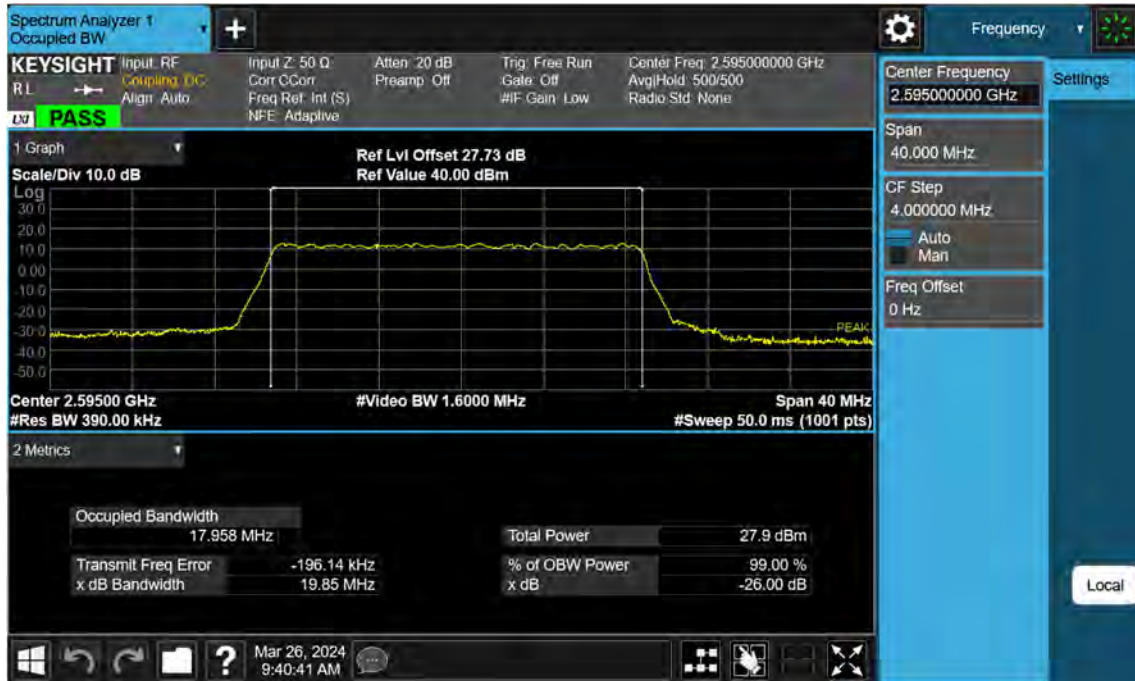 Spectrum Analyzer 1
Occupied BW
+
Frequency
KEYSIGHT Input: RF Input Z: 50 Ω Atten: 20 dB Trig: Free Run Center Freq: 2.595000000 GHz
RL Coupling: DC Corr CCorr Preamp: Off Gate: Off Avg|Hold: 500/500
Align: Auto Freq Ref: Int (S) #IF Gain: Low Radio Std: None
LXI PASS NFE: Adaptive
Center Frequency
2.595000000 GHz
Settings
Span
40.000 MHz
CF Step
4.000000 MHz
Auto
Man
Freq Offset
0 Hz
1 Graph
Ref Lvl Offset 27.73 dB
Scale/Div 10.0 dB Ref Value 40.00 dBm
Log
30.0
20.0
10.0
0.00
-10.0
-20.0
-30.0
-40.0
-50.0
PEAK
Center 2.59500 GHz #Video BW 1.6000 MHz Span 40 MHz
#Res BW 390.00 kHz #Sweep 50.0 ms (1001 pts)
2 Metrics
Occupied Bandwidth
17.958 MHz Total Power 27.9 dBm
Transmit Freq Error -196.14 kHz % of OBW Power 99.00 %
x dB Bandwidth 19.85 MHz x dB -26.00 dB
Local
? Mar 26, 2024
9:40:41 AM